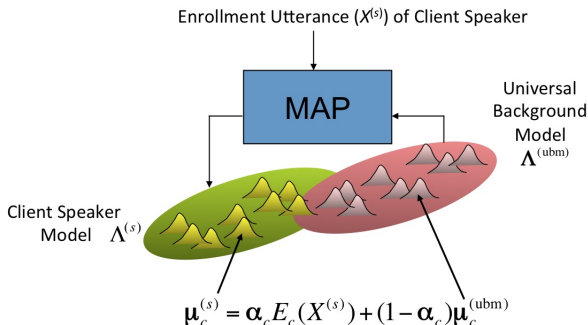 Enrollment Utterance (X^(s)) of Client Speaker
MAP
Universal
Background
Model
Λ^(ubm)
Client Speaker
Model Λ^(s)
μ_c^(s) = α_c E_c(X^(s)) + (1 − α_c)μ_c^(ubm)